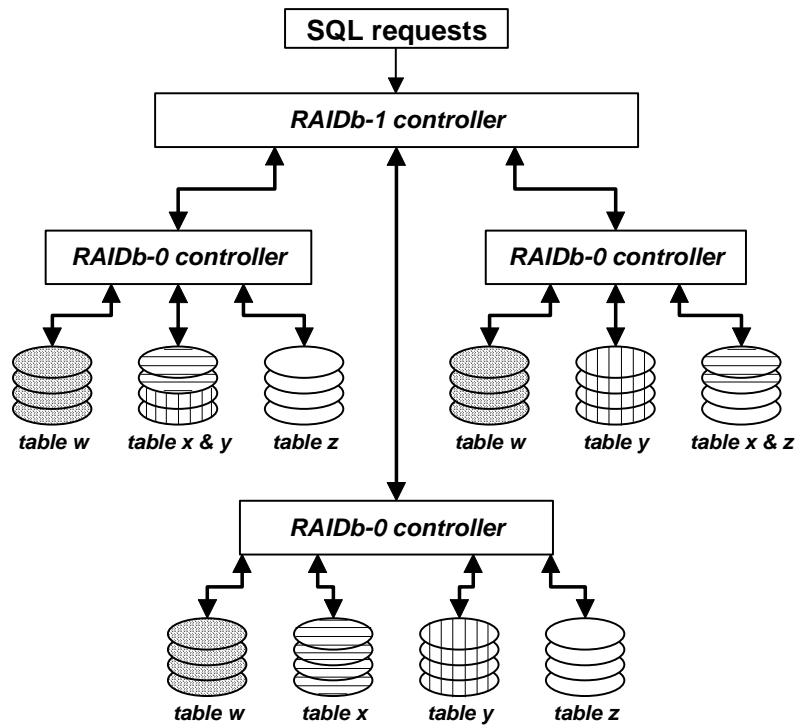 SQL requests
RAIDb-1 controller
RAIDb-0 controller
RAIDb-0 controller
table w
table x & y
table z
table w
table y
table x & z
RAIDb-0 controller
table w
table x
table y
table z